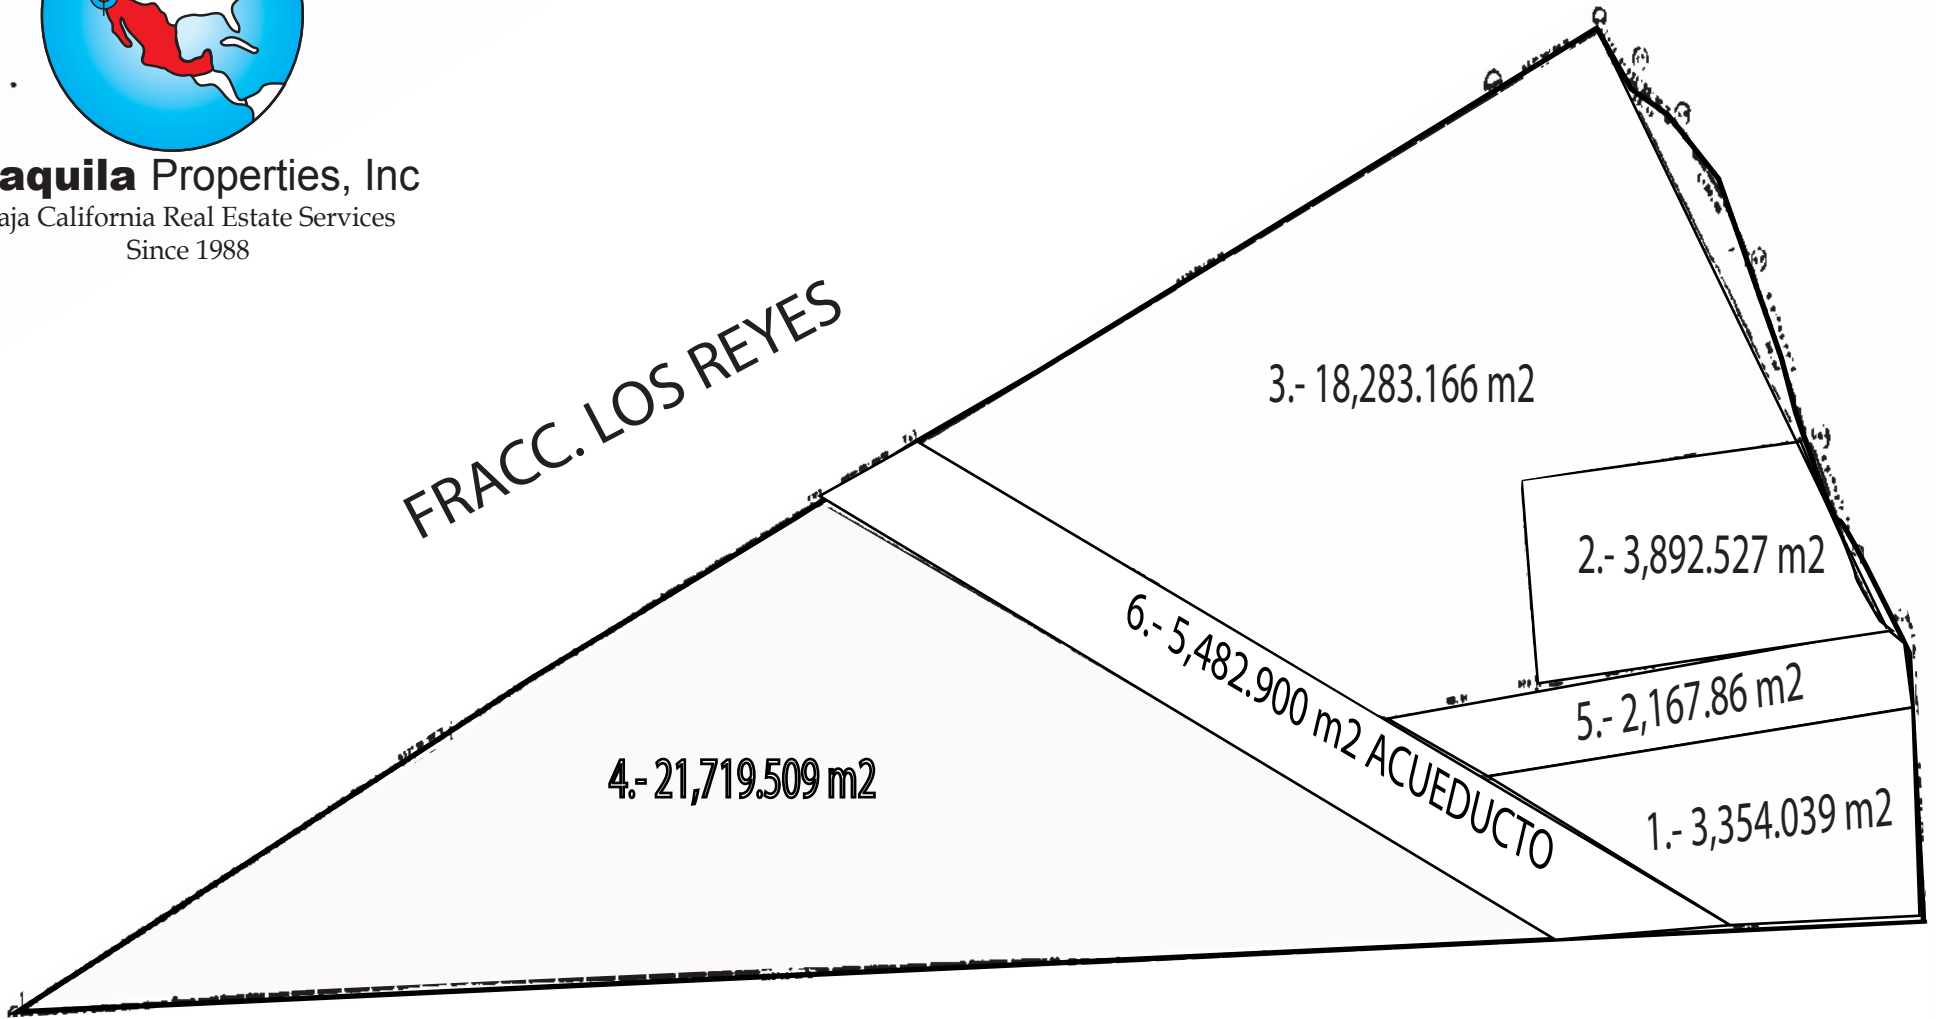 aquila Properties, Inc
aja California Real Estate Services
Since 1988
FRACC. LOS REYES
3.- 18,283.166 m2
2.- 3,892.527 m2
6.- 5,482.900 m2 ACUEDUCTO
5.- 2,167.86 m2
4.- 21,719.509 m2
1.- 3,354.039 m2